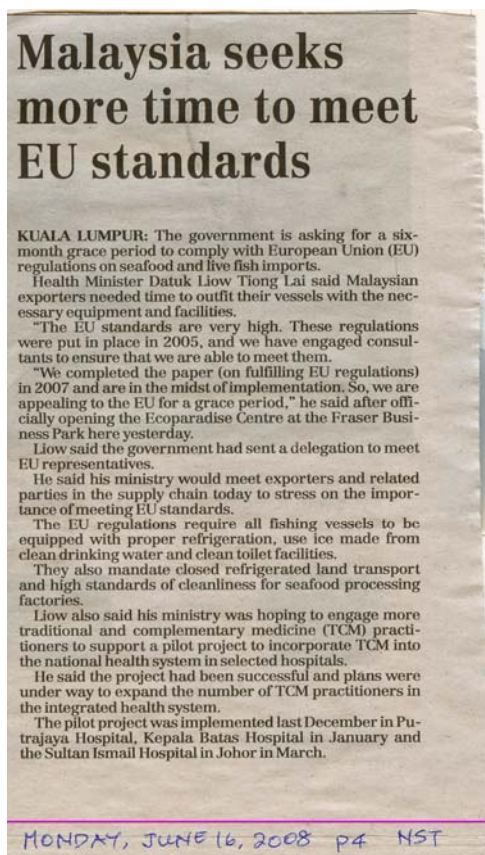 Malaysia seeks
more time to meet
EU standards
KUALA LUMPUR: The government is asking for a six-
month grace period to comply with European Union (EU)
regulations on seafood and live fish imports.
Health Minister Datuk Liow Tiong Lai said Malaysian
exporters needed time to outfit their vessels with the nec-
essary equipment and facilities.
"The EU standards are very high. These regulations
were put in place in 2005, and we have engaged consul-
tants to ensure that we are able to meet them.
"We completed the paper (on fulfilling EU regulations)
in 2007 and are in the midst of implementation. So, we are
appealing to the EU for a grace period," he said after offi-
cially opening the Ecoparadise Centre at the Fraser Busi-
ness Park here yesterday.
Liow said the government had sent a delegation to meet
EU representatives.
He said his ministry would meet exporters and related
parties in the supply chain today to stress on the impor-
tance of meeting EU standards.
The EU regulations require all fishing vessels to be
equipped with proper refrigeration, use ice made from
clean drinking water and clean toilet facilities.
They also mandate closed refrigerated land transport
and high standards of cleanliness for seafood processing
factories.
Liow also said his ministry was hoping to engage more
traditional and complementary medicine (TCM) practi-
tioners to support a pilot project to incorporate TCM into
the national health system in selected hospitals.
He said the project had been successful and plans were
under way to expand the number of TCM practitioners in
the integrated health system.
The pilot project was implemented last December in Pu-
trajaya Hospital, Kepala Batas Hospital in January and
the Sultan Ismail Hospital in Johor in March.
MONDAY, JUNE 16, 2008 P4 NST